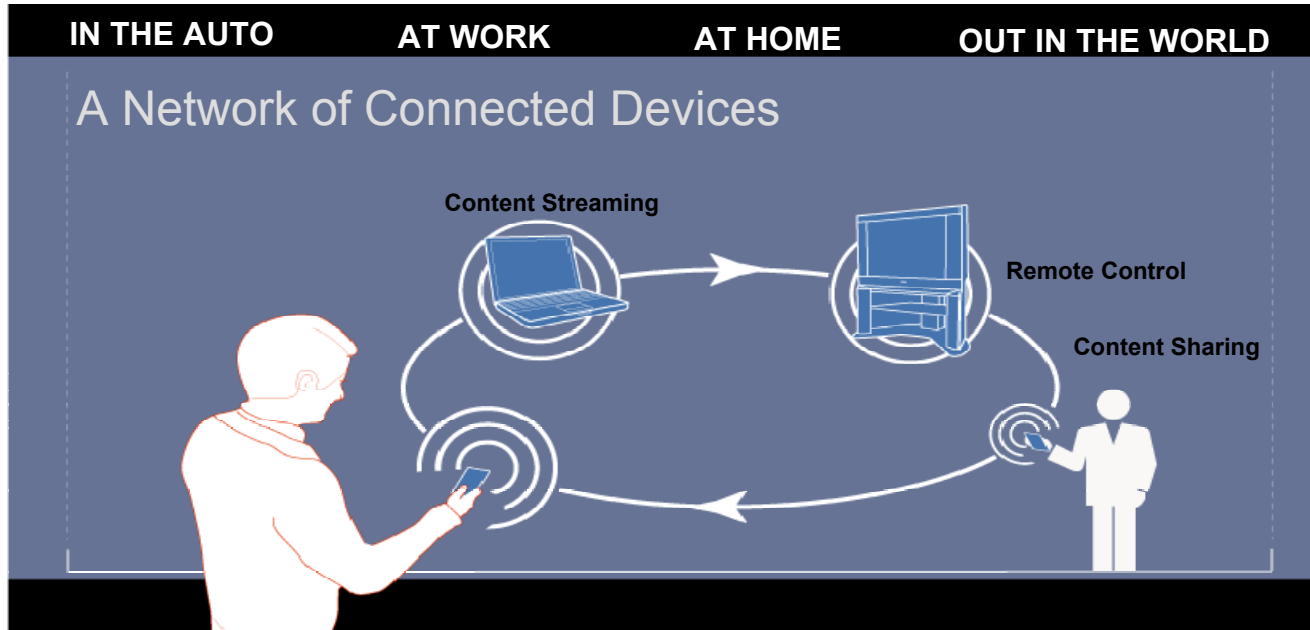 IN THE AUTO AT WORK AT HOME OUT IN THE WORLD
A Network of Connected Devices
Content Streaming
Remote Control
Content Sharing